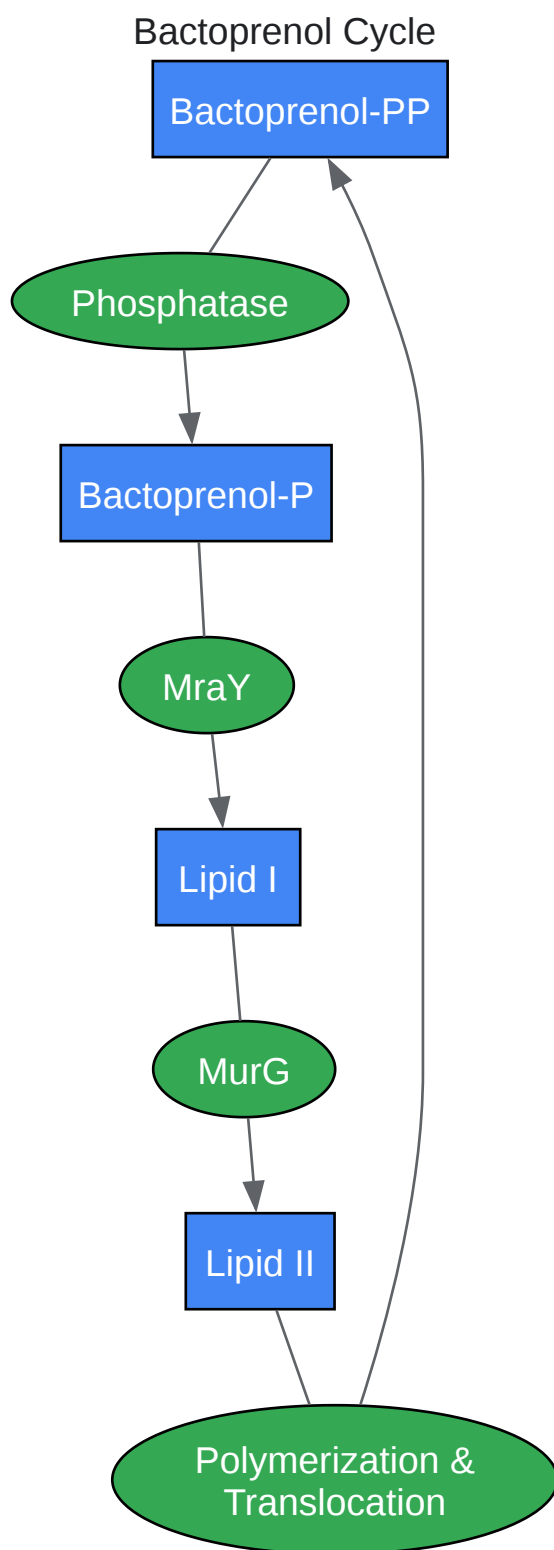 Bactoprenol Cycle
Bactoprenol-PP
Phosphatase
Bactoprenol-P
MraY
Lipid I
MurG
Lipid II
Polymerization &
Translocation